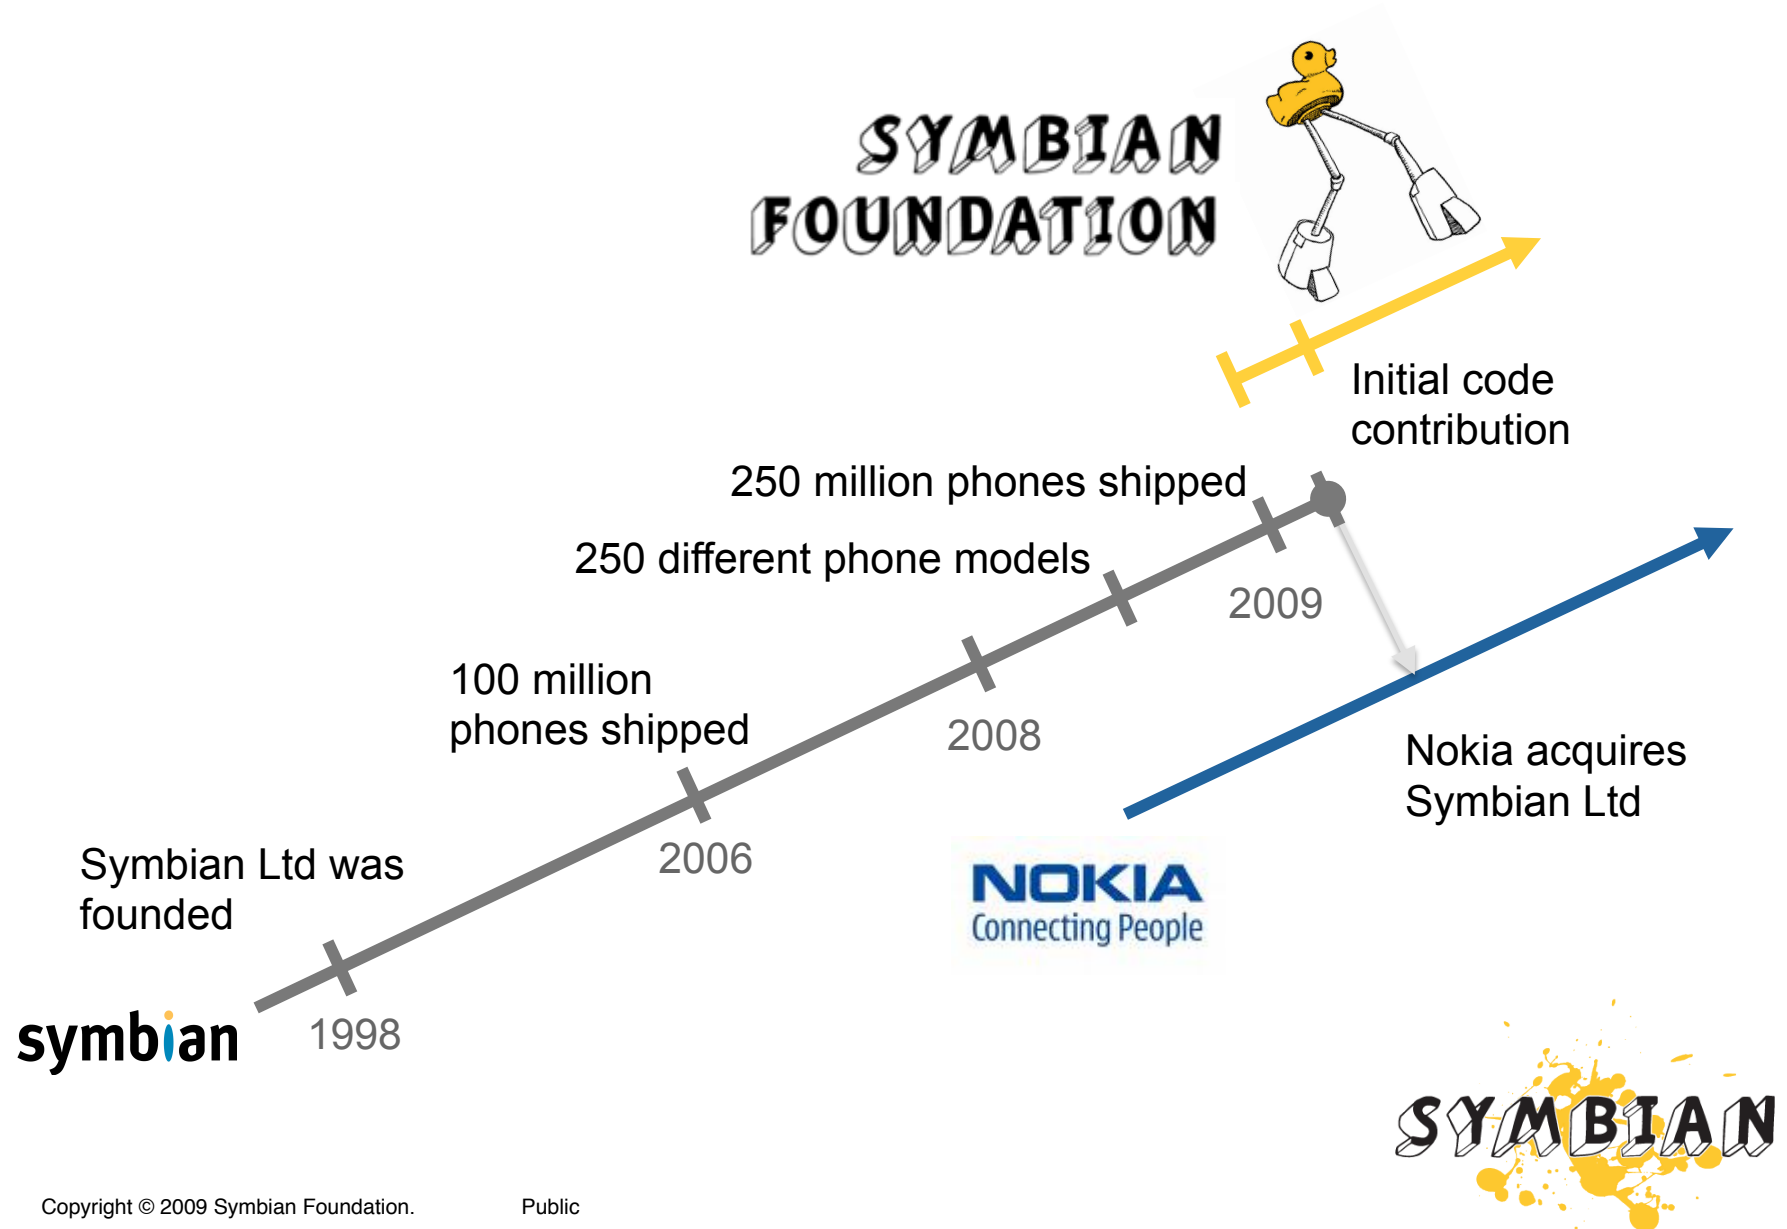 SYMBIAN
FOUNDATION
Initial code
contribution
250 million phones shipped
250 different phone models
2009
100 million
phones shipped
2008
Nokia acquires
Symbian Ltd
2006
Symbian Ltd was
founded
NOKIA
Connecting People
symbian
1998
SYMBIAN
Copyright © 2009 Symbian Foundation.
Public